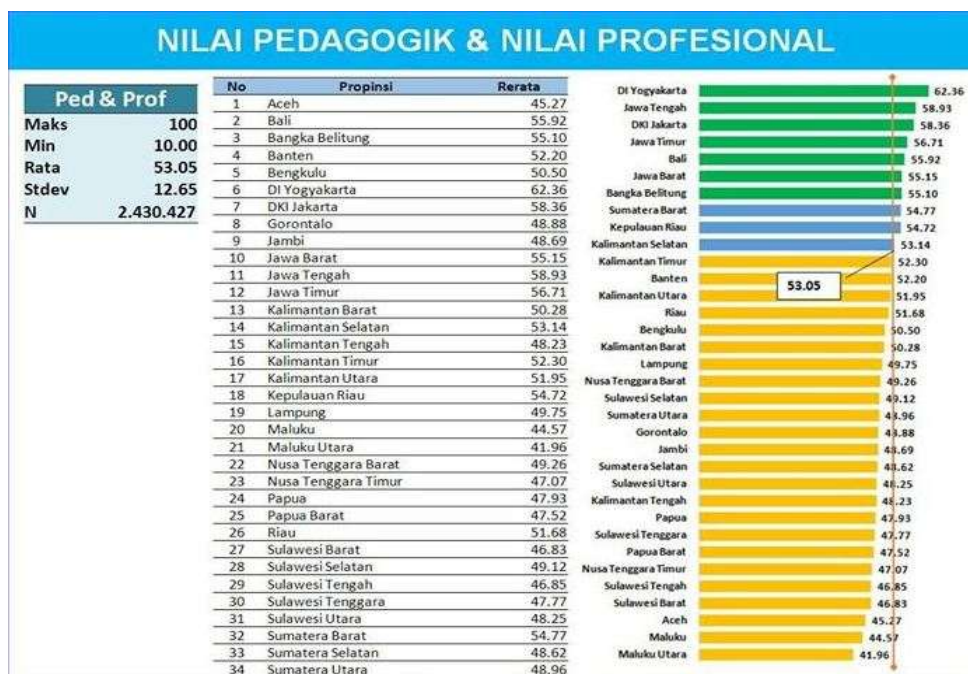 NILAI PEDAGOGIK & NILAI PROFESIONAL
Ped & Prof
Maks 100
Min 10.00
Rata 53.05
Stdev 12.65
N 2.430.427
No Propinsi Rerata
1 Aceh 45.27
2 Bali 55.92
3 Bangka Belitung 55.10
4 Banten 52.20
5 Bengkulu 50.50
6 DI Yogyakarta 62.36
7 DKI Jakarta 58.36
8 Gorontalo 48.88
9 Jambi 48.69
10 Jawa Barat 55.15
11 Jawa Tengah 58.93
12 Jawa Timur 56.71
13 Kalimantan Barat 50.28
14 Kalimantan Selatan 53.14
15 Kalimantan Tengah 48.23
16 Kalimantan Timur 52.30
17 Kalimantan Utara 51.95
18 Kepulauan Riau 54.72
19 Lampung 49.75
20 Maluku 44.57
21 Maluku Utara 41.96
22 Nusa Tenggara Barat 49.26
23 Nusa Tenggara Timur 47.07
24 Papua 47.93
25 Papua Barat 47.52
26 Riau 51.68
27 Sulawesi Barat 46.83
28 Sulawesi Selatan 49.12
29 Sulawesi Tengah 46.85
30 Sulawesi Tenggara 47.77
31 Sulawesi Utara 48.25
32 Sumatera Barat 54.77
33 Sumatera Selatan 48.62
34 Sumatera Utara 48.96
DI Yogyakarta 62.36
Jawa Tengah 58.93
DKI Jakarta 58.36
Jawa Timur 56.71
Bali 55.92
Jawa Barat 55.15
Bangka Belitung 55.10
Sumatera Barat 54.77
Kepulauan Riau 54.72
Kalimantan Selatan 53.14
Kalimantan Timur 52.30
Banten 52.20
53.05
Kalimantan Utara 51.95
Riau 51.68
Bengkulu 50.50
Kalimantan Barat 50.28
Lampung 49.75
Nusa Tenggara Barat 49.26
Sulawesi Selatan 49.12
Sumatera Utara 48.96
Gorontalo 48.88
Jambi 48.69
Sumatera Selatan 48.62
Sulawesi Utara 48.25
Kalimantan Tengah 48.23
Papua 47.93
Sulawesi Tenggara 47.77
Papua Barat 47.52
Nusa Tenggara Timur 47.07
Sulawesi Tengah 46.85
Sulawesi Barat 46.83
Aceh 45.27
Maluku 44.57
Maluku Utara 41.96